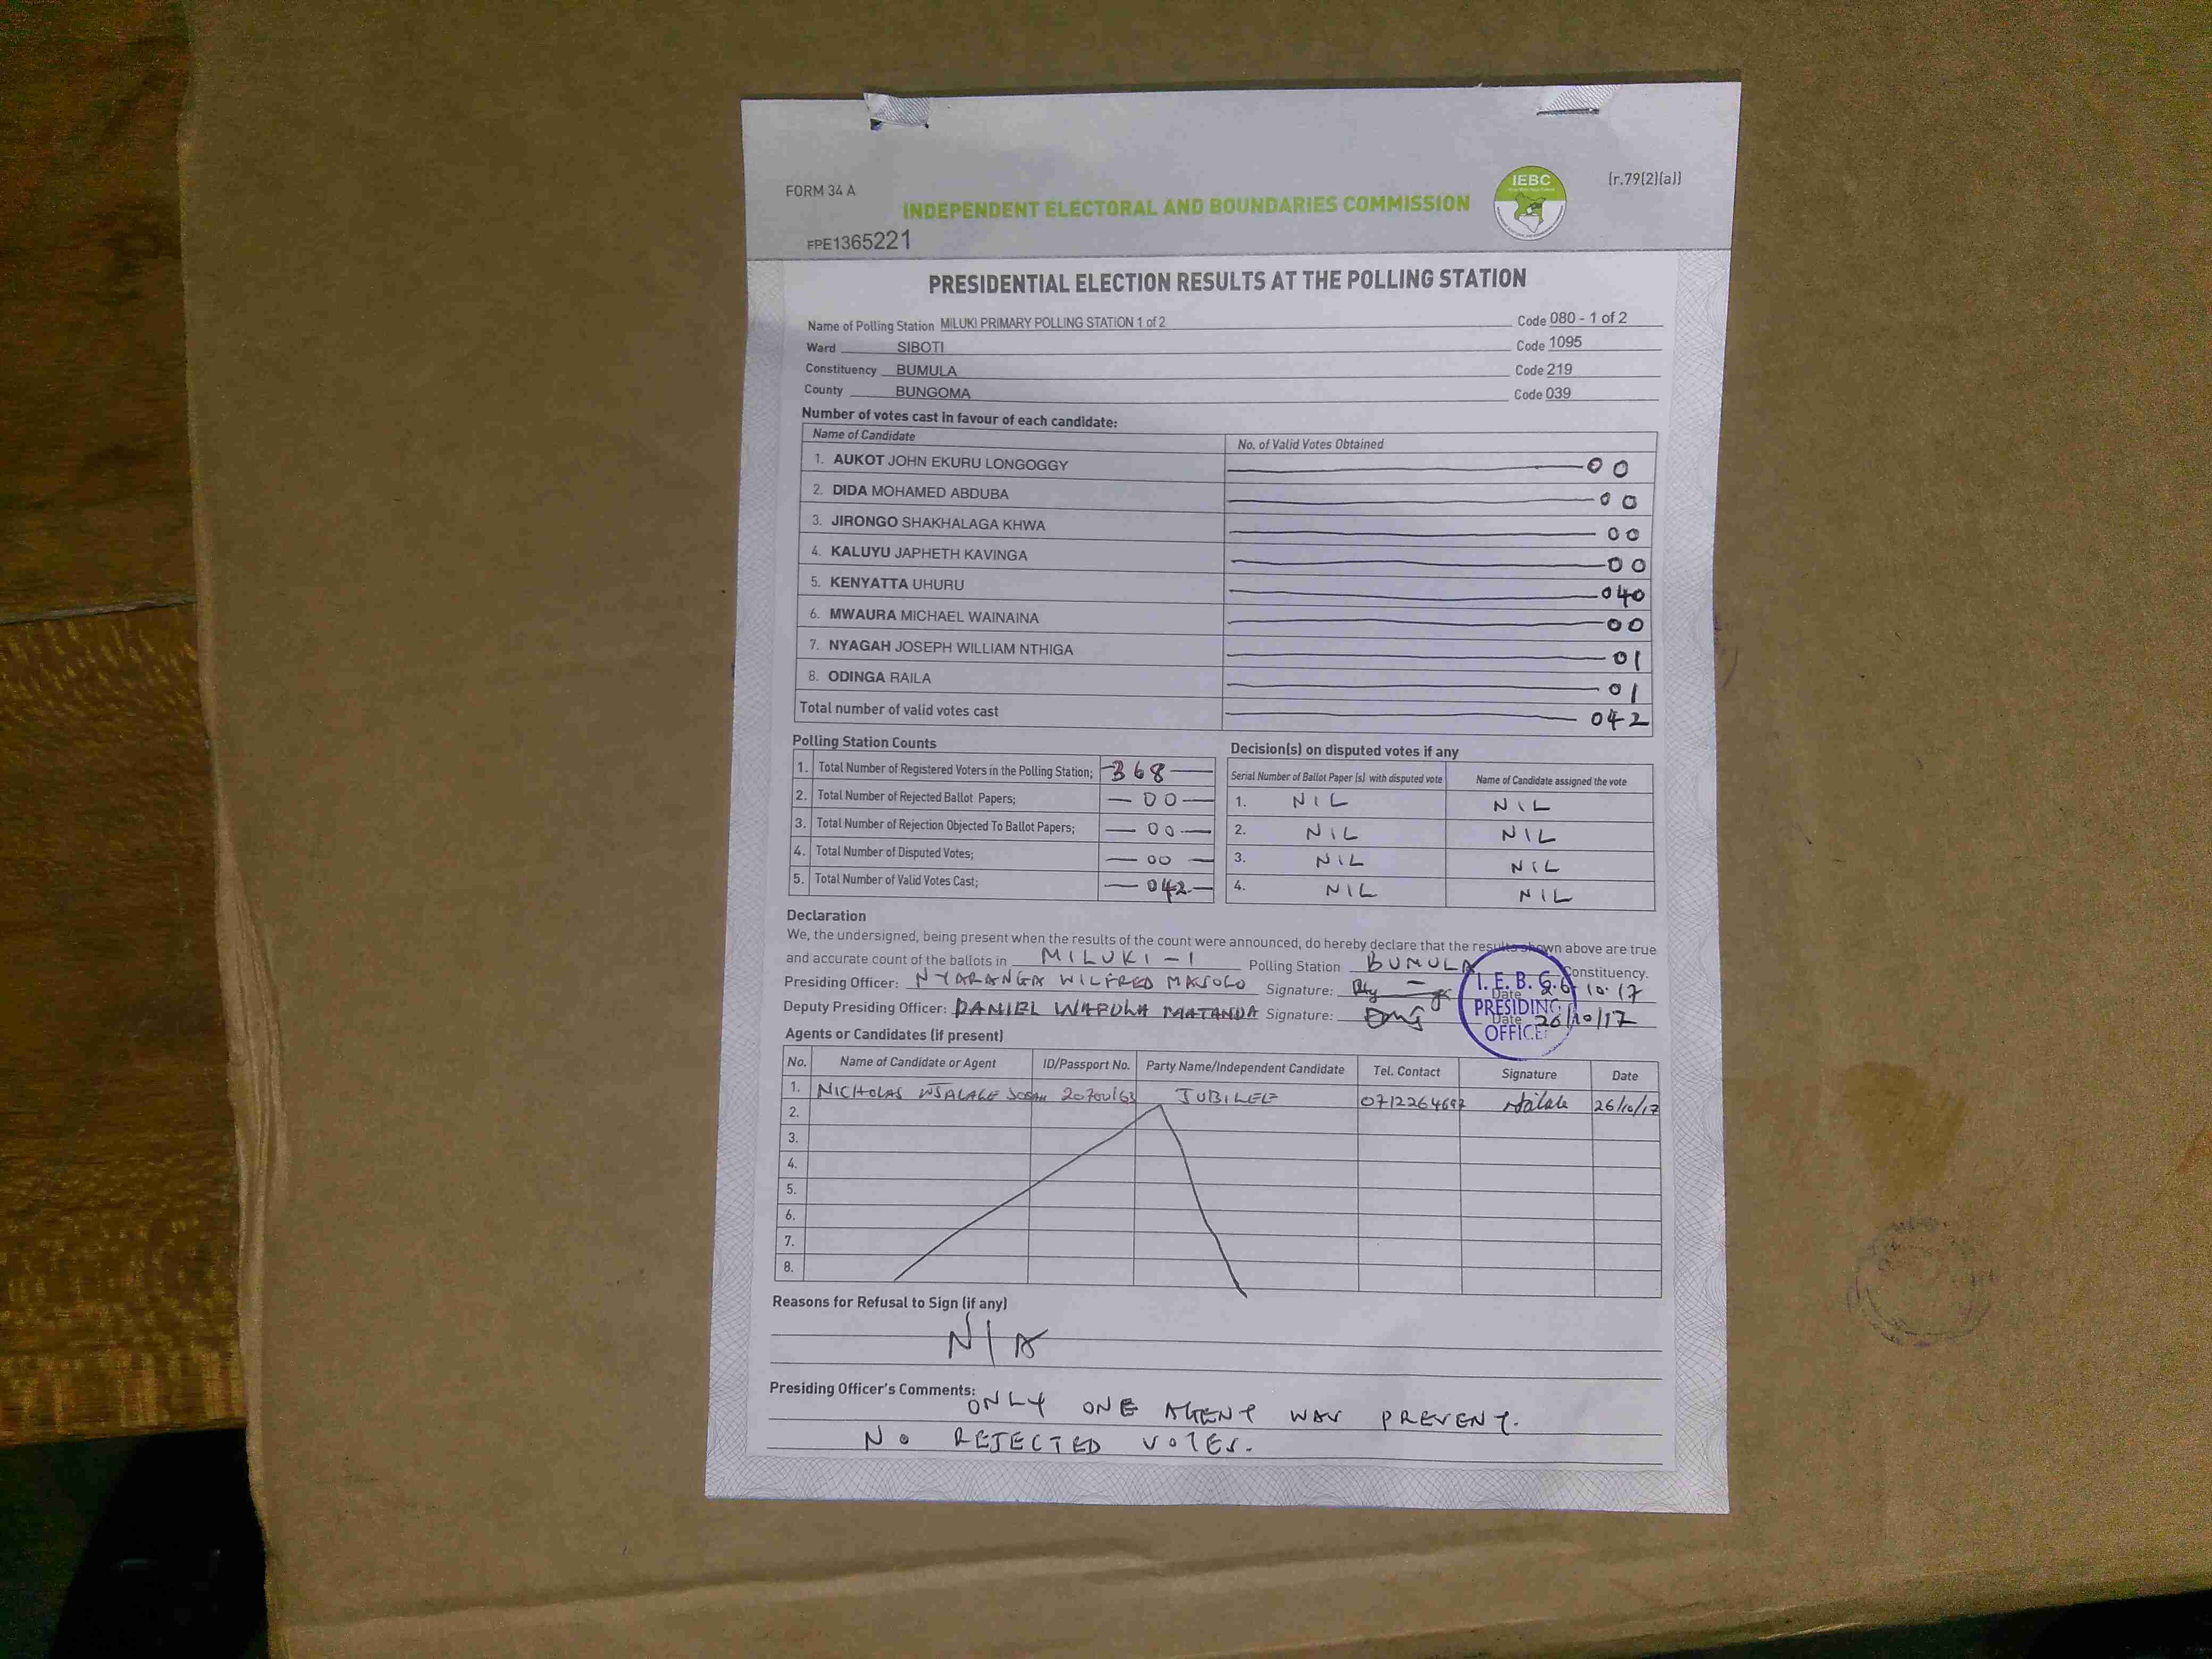 FORM 34 A
IEBC
(r.79(2)(a))
INDEPENDENT ELECTORAL AND BOUNDARIES COMMISSION
FPE1365221
PRESIDENTIAL ELECTION RESULTS AT THE POLLING STATION
Name of Polling Station MILUKI PRIMARY POLLING STATION 1 of 2 Code 080 - 1 of 2
Ward SIBOTI Code 1095
Constituency BUMULA Code 219
County BUNGOMA Code 039
Number of votes cast in favour of each candidate:
Name of Candidate No. of Valid Votes Obtained
1. AUKOT JOHN EKURU LONGOGGY 00
2. DIDA MOHAMED ABDUBA 00
3. JIRONGO SHAKHALAGA KHWA 00
4. KALUYU JAPHETH KAVINGA 00
5. KENYATTA UHURU 040
6. MWAURA MICHAEL WAINAINA 00
7. NYAGAH JOSEPH WILLIAM NTHIGA 01
8. ODINGA RAILA 01
Total number of valid votes cast 042
Polling Station Counts
1. Total Number of Registered Voters in the Polling Station; 368
2. Total Number of Rejected Ballot Papers; 00
3. Total Number of Rejection Objected To Ballot Papers; 00
4. Total Number of Disputed Votes; 00
5. Total Number of Valid Votes Cast; 042
Decision(s) on disputed votes if any
Serial Number of Ballot Paper (s) with disputed vote Name of Candidate assigned the vote
1. NIL NIL
2. NIL NIL
3. NIL NIL
4. NIL NIL
Declaration
We, the undersigned, being present when the results of the count were announced, do hereby declare that the results shown above are true
and accurate count of the ballots in MILUKI - 1 Polling Station BUMULA Constituency.
Presiding Officer: NYARANGA WILFRED MASOLO Signature: Date 26.10.17
Deputy Presiding Officer: DANIEL WAFULA Signature: Date 26/10/17
I.E.B.C.
PRESIDING
OFFICER
Agents or Candidates (if present)
No. Name of Candidate or Agent ID/Passport No. Party Name/Independent Candidate Tel. Contact Signature Date
1. NICHOLAS JUBILEE 26/10/17
2.
3.
4.
5.
6.
7.
8.
Reasons for Refusal to Sign (if any)
N/A
Presiding Officer's Comments: ONLY ONE AGENT WAS PRESENT.
NO REJECTED VOTES.